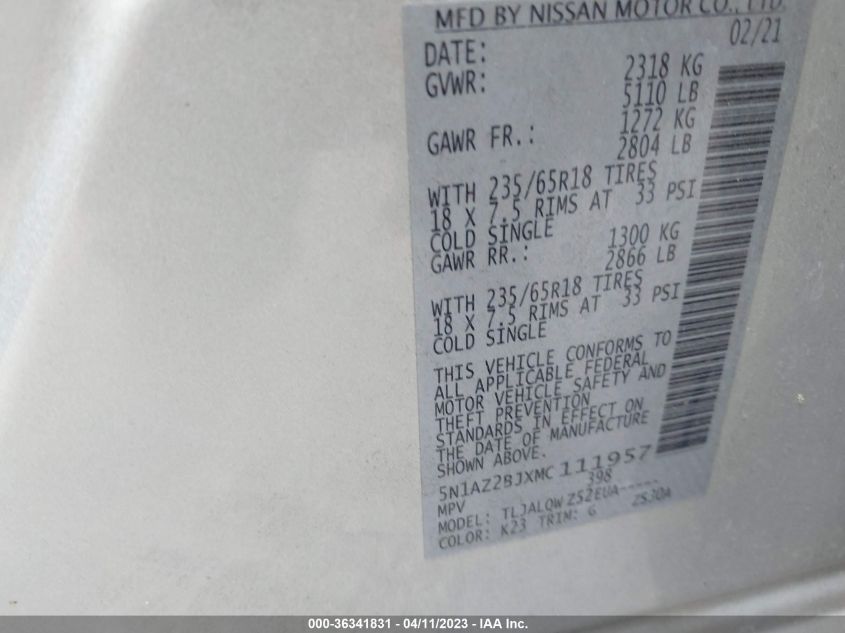 MFD BY NISSAN MOTOR CO., LTD.
DATE: 02/21
GVWR: 2318 KG
5110 LB
GAWR FR.: 1272 KG
2804 LB
WITH 235/65R18 TIRES
18 X 7.5 RIMS AT 33 PSI
COLD SINGLE
GAWR RR.: 1300 KG
2866 LB
WITH 235/65R18 TIRES
18 X 7.5 RIMS AT 33 PSI
COLD SINGLE
THIS VEHICLE CONFORMS TO
ALL APPLICABLE FEDERAL
MOTOR VEHICLE SAFETY AND
THEFT PREVENTION
STANDARDS IN EFFECT ON
THE DATE OF MANUFACTURE
SHOWN ABOVE.
5N1AZ2BJXMC111957
MPV 398
MODEL: TLJALQWZS2EUA-----
COLOR: K23 TRIM: G ZS30A
000-36341831 - 04/11/2023 - IAA Inc.